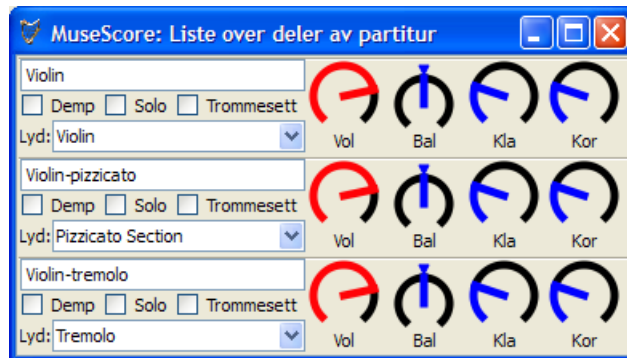 MuseScore: Liste over deler av partitur
Violin
Demp Solo Trommesett
Lyd: Violin
Vol Bal Kla Kor
Violin-pizzicato
Demp Solo Trommesett
Lyd: Pizzicato Section
Vol Bal Kla Kor
Violin-tremolo
Demp Solo Trommesett
Lyd: Tremolo
Vol Bal Kla Kor